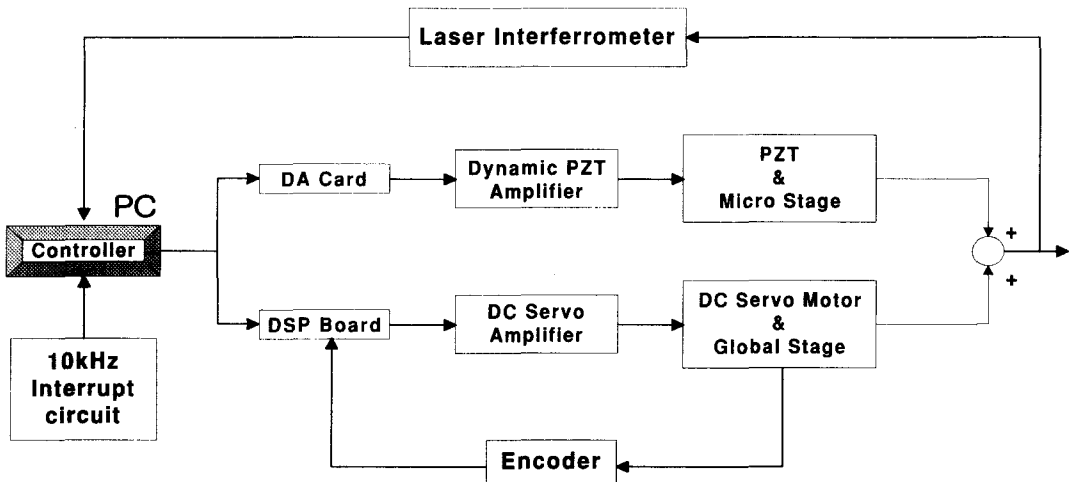 Laser Interferrometer
PC
Controller
10kHz
Interrupt
circuit
DA Card
Dynamic PZT
Amplifier
PZT
&
Micro Stage
DSP Board
DC Servo
Amplifier
DC Servo Motor
&
Global Stage
Encoder
+
+